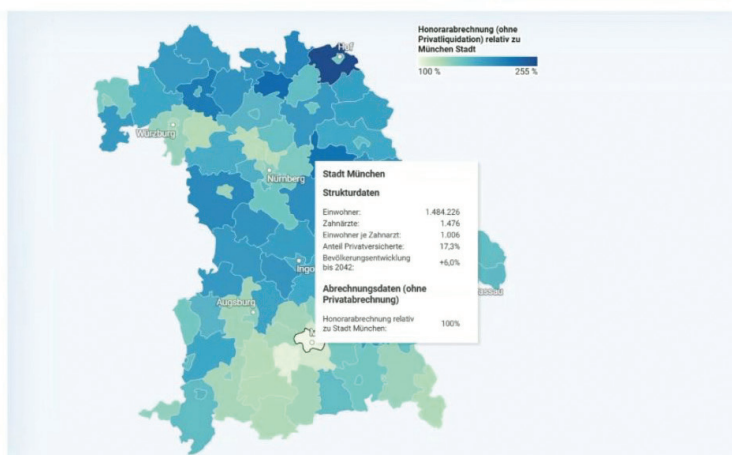 Honorarabrechnung (ohne
Privatliquidation) relativ zu
München Stadt
100 % 255 %
Hof
Würzburg
Nürnberg
Stadt München
Strukturdaten
Einwohner: 1.484.226
Zahnärzte: 1.476
Einwohner je Zahnarzt: 1.006
Anteil Privatversicherte: 17,3%
Bevölkerungsentwicklung
bis 2042: +6,0%
Ingo
Abrechnungsdaten (ohne
Privatabrechnung)
assau
Augsburg
Honorarabrechnung relativ
zu Stadt München: 100%
M